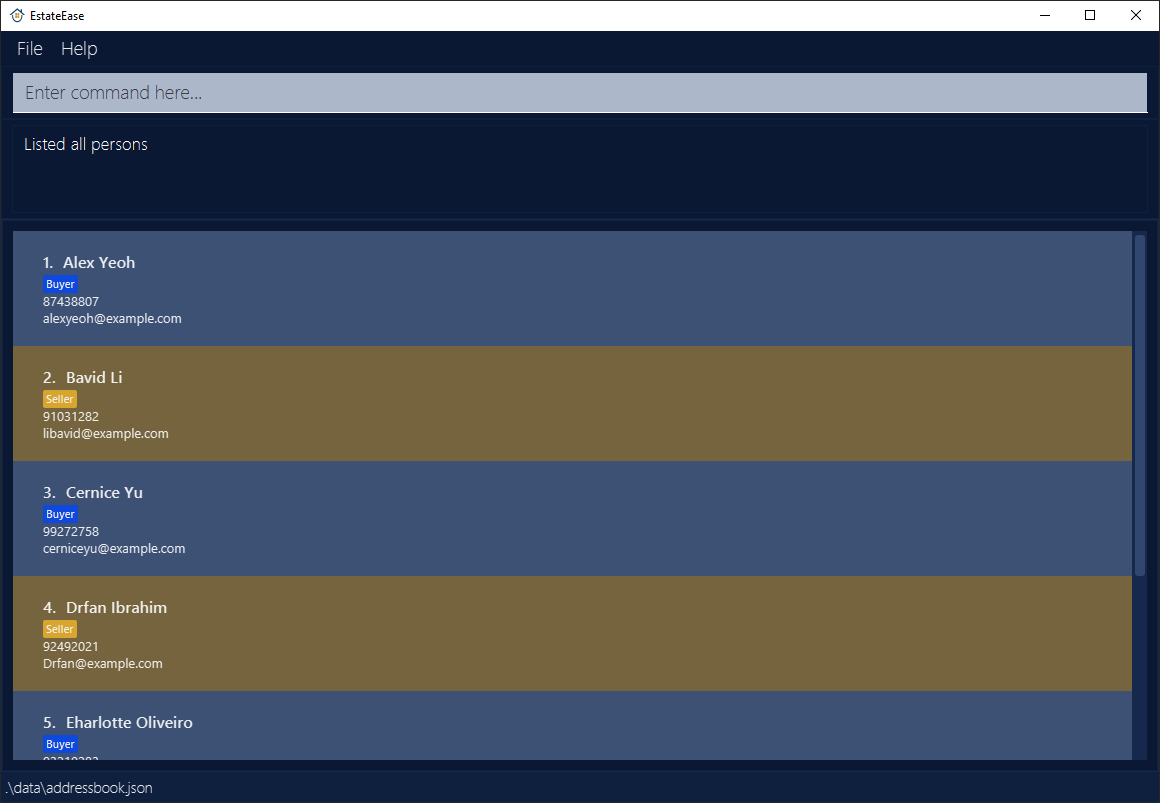 EstateEase
File Help
Enter command here...
Listed all persons
1. Alex Yeoh
Buyer
87438807
alexyeoh@example.com
2. Bavid Li
Seller
91031282
libavid@example.com
3. Cernice Yu
Buyer
99272758
cerniceyu@example.com
4. Drfan Ibrahim
Seller
92492021
Drfan@example.com
5. Eharlotte Oliveiro
Buyer
.\data\addressbook.json